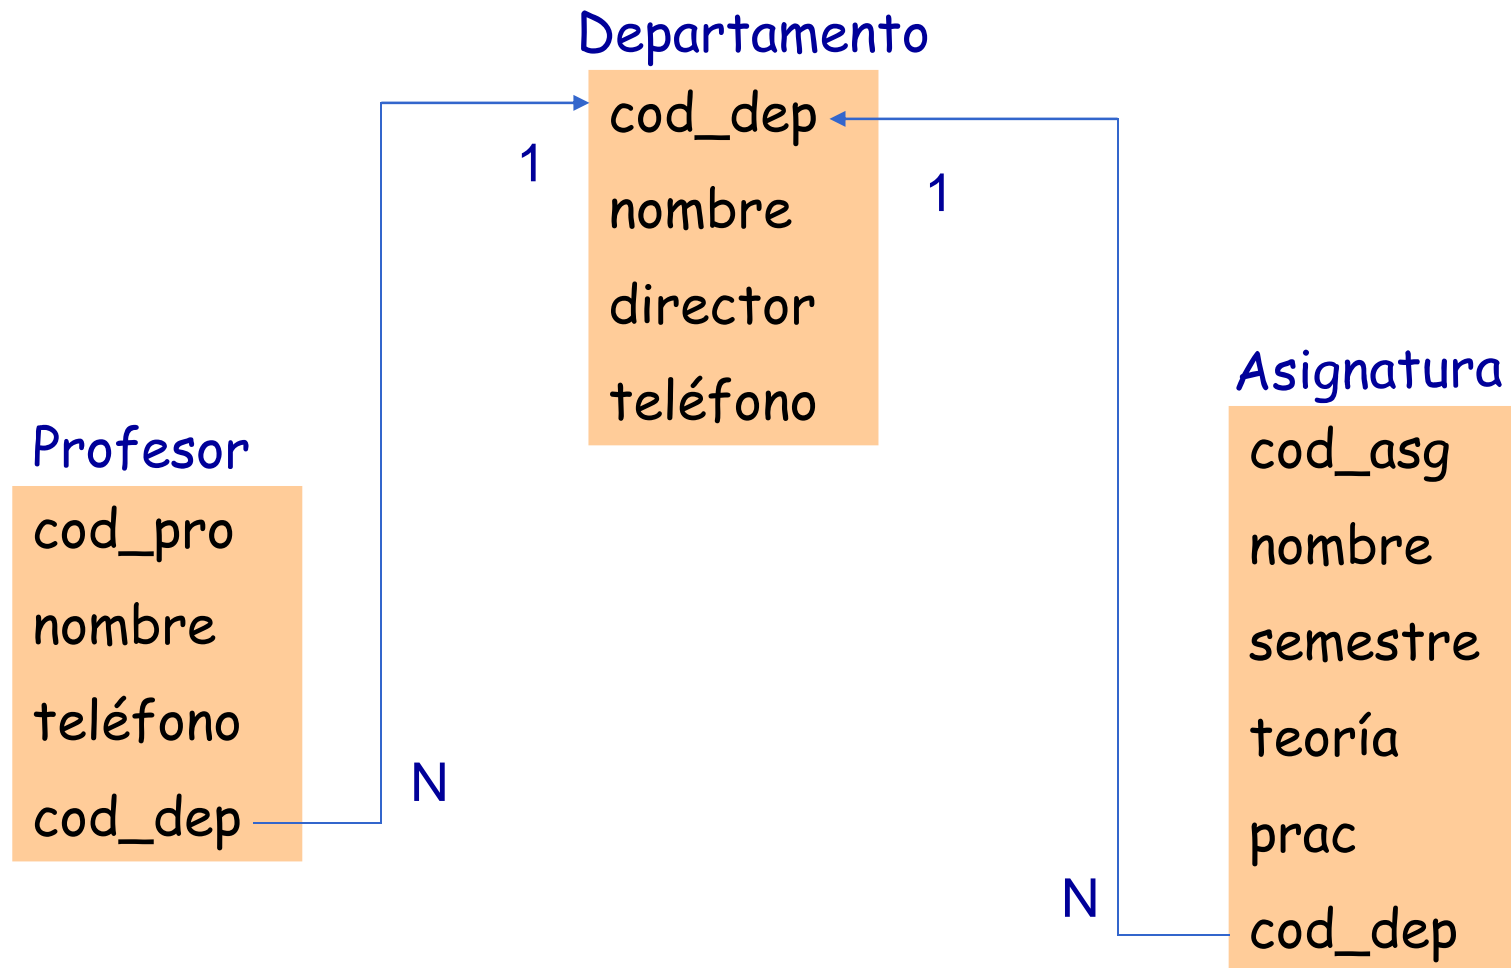 Departamento
cod_dep
nombre
director
teléfono
1
1
Profesor
cod_pro
nombre
teléfono
cod_dep
N
Asignatura
cod_asg
nombre
semestre
teoría
prac
cod_dep
N